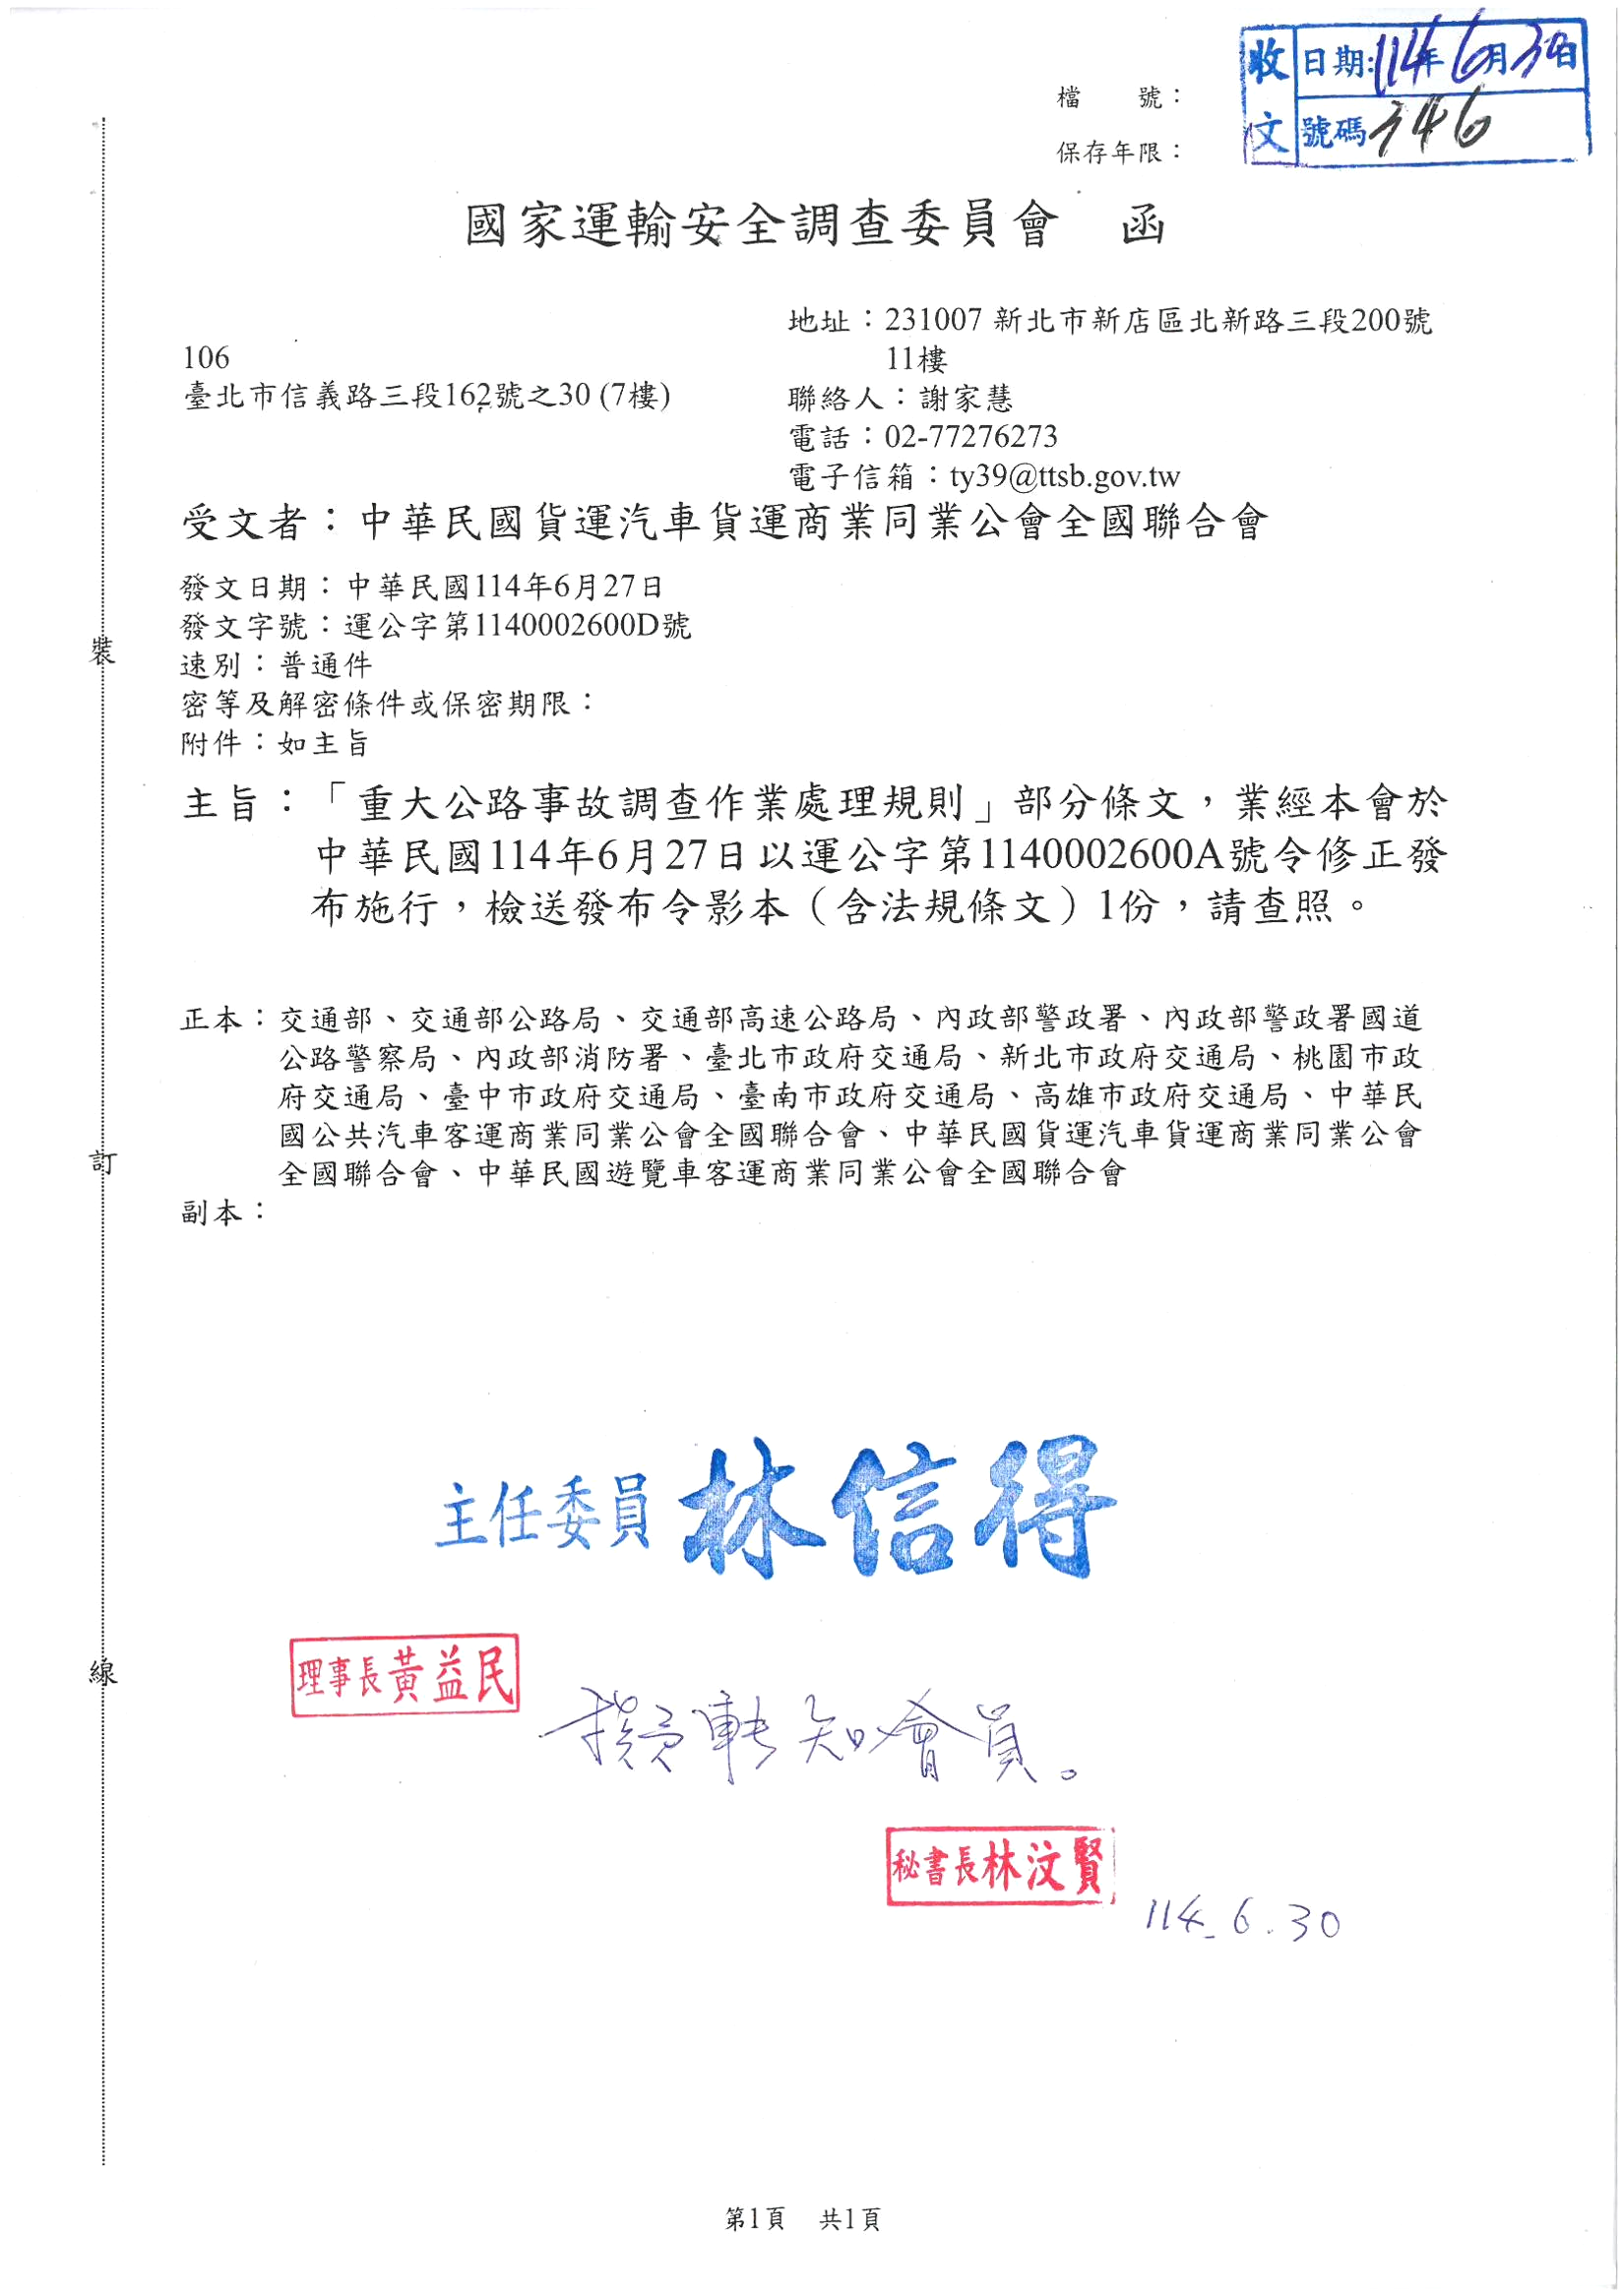 收文 日期:114年6月30日
號碼 346
檔　　號：
保存年限：
國家運輸安全調查委員會　函
地址：231007 新北市新店區北新路三段200號
11樓
106
臺北市信義路三段162號之30 (7樓)
聯絡人：謝家慧
電話：02-77276273
電子信箱：ty39@ttsb.gov.tw
受文者：中華民國貨運汽車貨運商業同業公會全國聯合會
發文日期：中華民國114年6月27日
發文字號：運公字第1140002600D號
速別：普通件
密等及解密條件或保密期限：
附件：如主旨
主旨：「重大公路事故調查作業處理規則」部分條文，業經本會於
中華民國114年6月27日以運公字第1140002600A號令修正發
布施行，檢送發布令影本（含法規條文）1份，請查照。
正本：交通部、交通部公路局、交通部高速公路局、內政部警政署、內政部警政署國道
公路警察局、內政部消防署、臺北市政府交通局、新北市政府交通局、桃園市政
府交通局、臺中市政府交通局、臺南市政府交通局、高雄市政府交通局、中華民
國公共汽車客運商業同業公會全國聯合會、中華民國貨運汽車貨運商業同業公會
全國聯合會、中華民國遊覽車客運商業同業公會全國聯合會
副本：
裝
訂
線
主任委員 林信得
理事長黃益民
擬轉知會員。
秘書長林汶賢
114.6.30
第1頁　共1頁